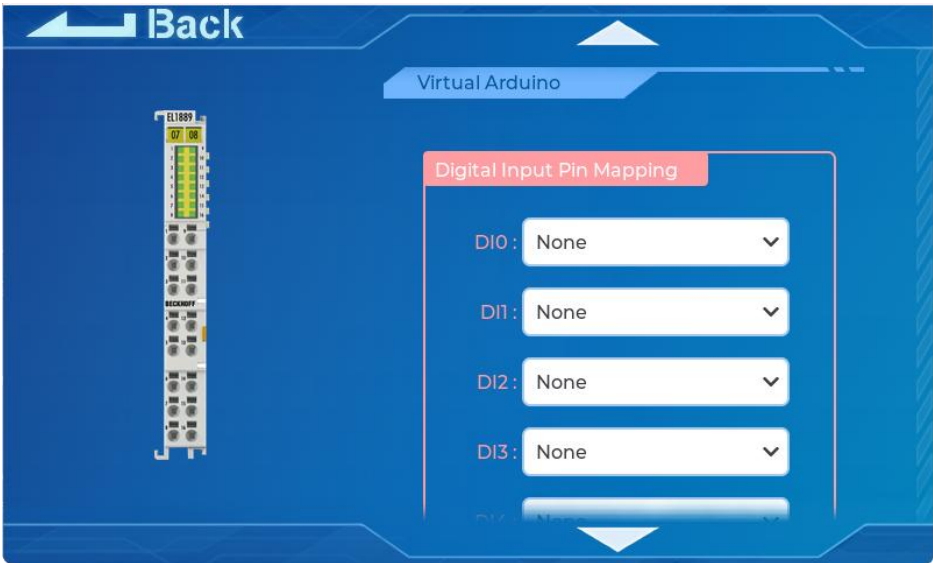 Back
Virtual Arduino
EL1889
07 08
Digital Input Pin Mapping
DI0 : None
DI1 : None
DI2 : None
BECKHOFF
DI3 : None